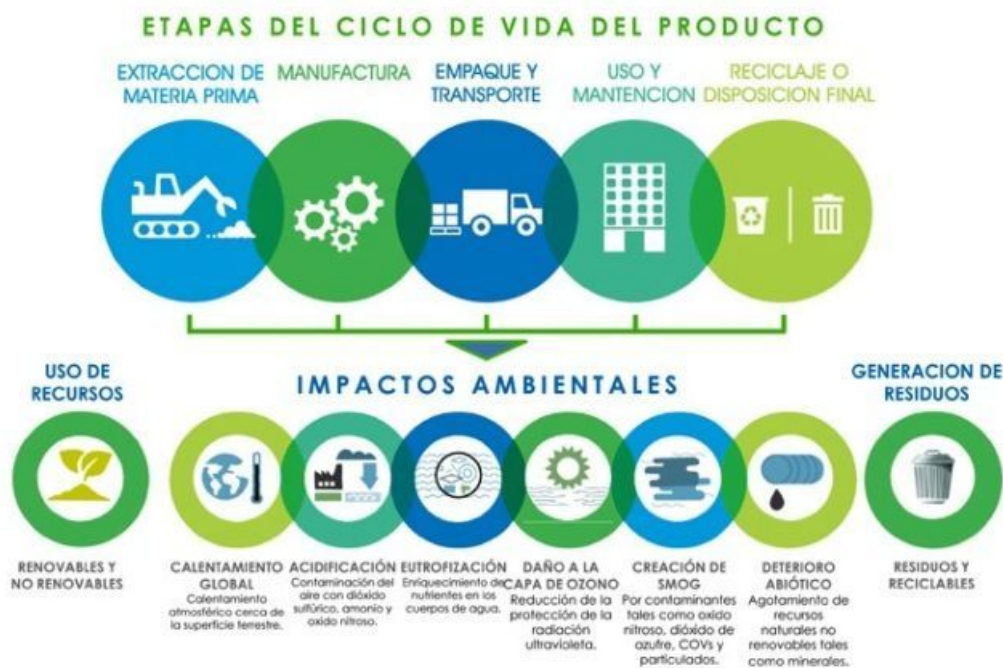 ETAPAS DEL CICLO DE VIDA DEL PRODUCTO
EXTRACCION DE
MATERIA PRIMA
MANUFACTURA
EMPAQUE Y
TRANSPORTE
USO Y
MANTENCION
RECICLAJE O
DISPOSICION FINAL
USO DE
RECURSOS
IMPACTOS AMBIENTALES
GENERACION DE
RESIDUOS
RENOVABLES Y
NO RENOVABLES
CALENTAMIENTO
GLOBAL
Calentamiento
atmosférico cerca de
la superficie terrestre.
ACIDIFICACIÓN
Contaminación del
aire con dióxido
sulfúrico, amonio y
oxido nitroso.
EUTROFIZACIÓN
Enriquecimiento de
nutrientes en los
cuerpos de agua.
DAÑO A LA
CAPA DE OZONO
Reducción de la
protección de la
radiación
ultravioleta.
CREACIÓN DE
SMOG
Por contaminantes
tales como oxido
nitroso, dióxido de
azufre, COVs y
particulados.
DETERIORO
ABIÓTICO
Agotamiento de
recursos
naturales no
renovables tales
como minerales.
RESIDUOS Y
RECICLABLES